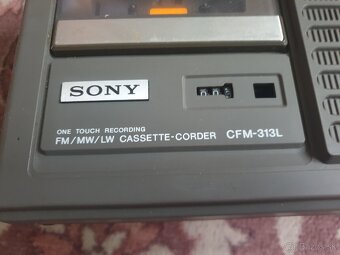 SONY
ONE TOUCH RECORDING
FM/MW/LW CASSETTE-CORDER CFM-313L